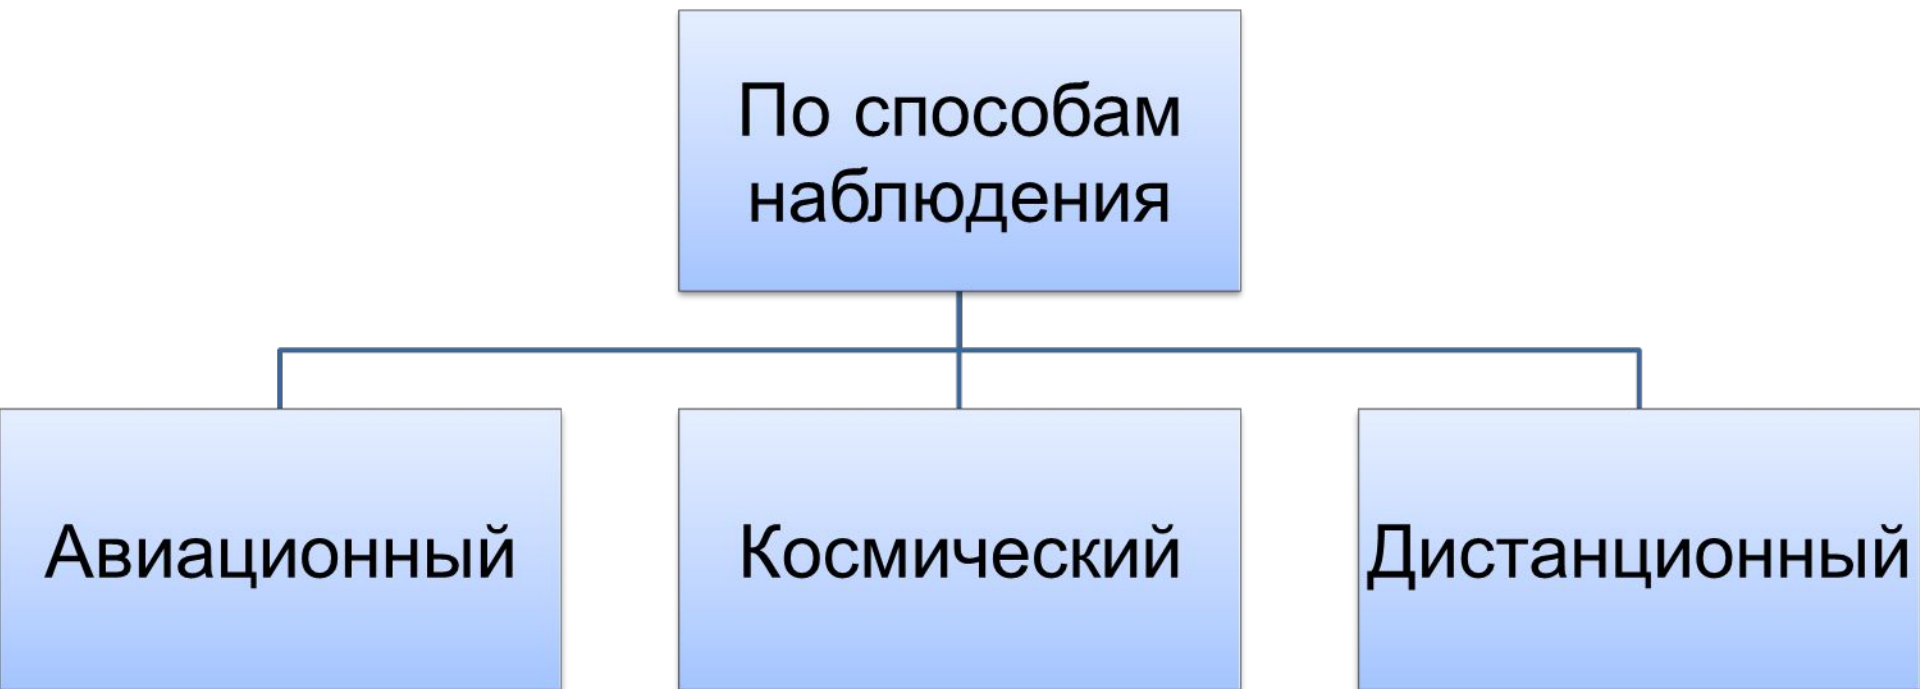 По способам
наблюдения
Авиационный
Космический
Дистанционный